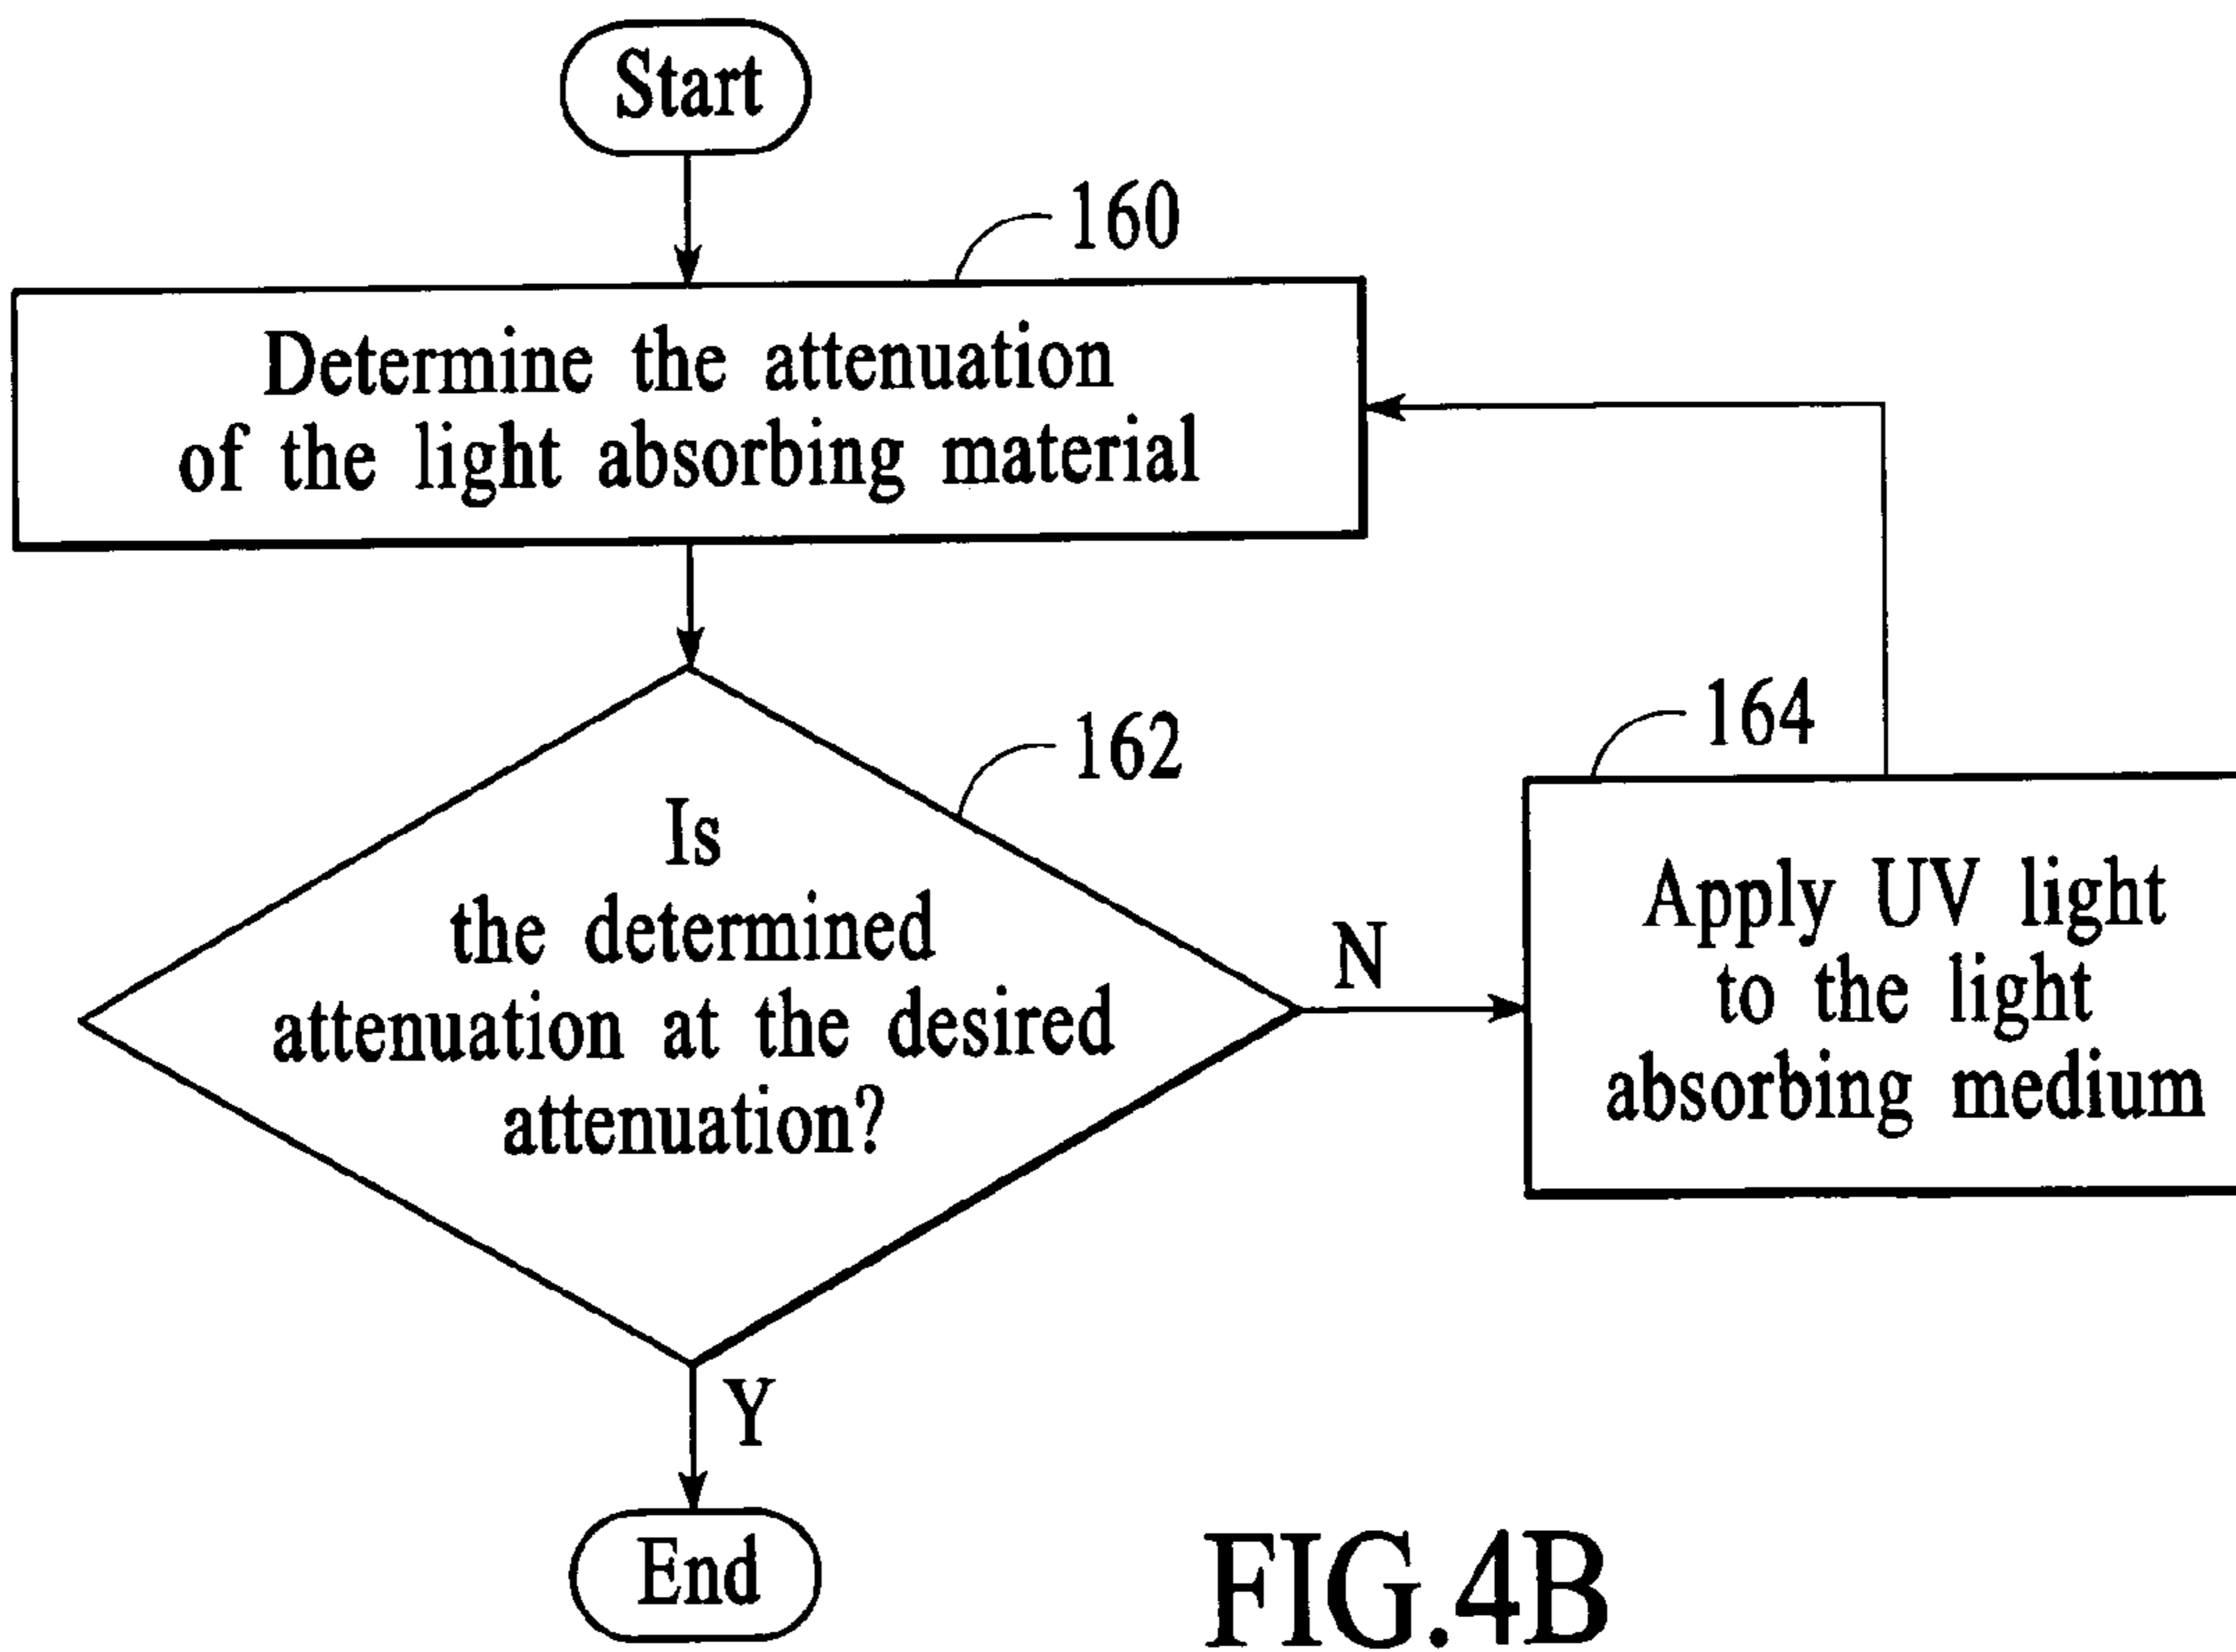 Start
160
Determine the attenuation
of the light absorbing material
162
Is
the determined
attenuation at the desired
attenuation?
N
164
Apply UV light
to the light
absorbing medium
Y
End
FIG.4B